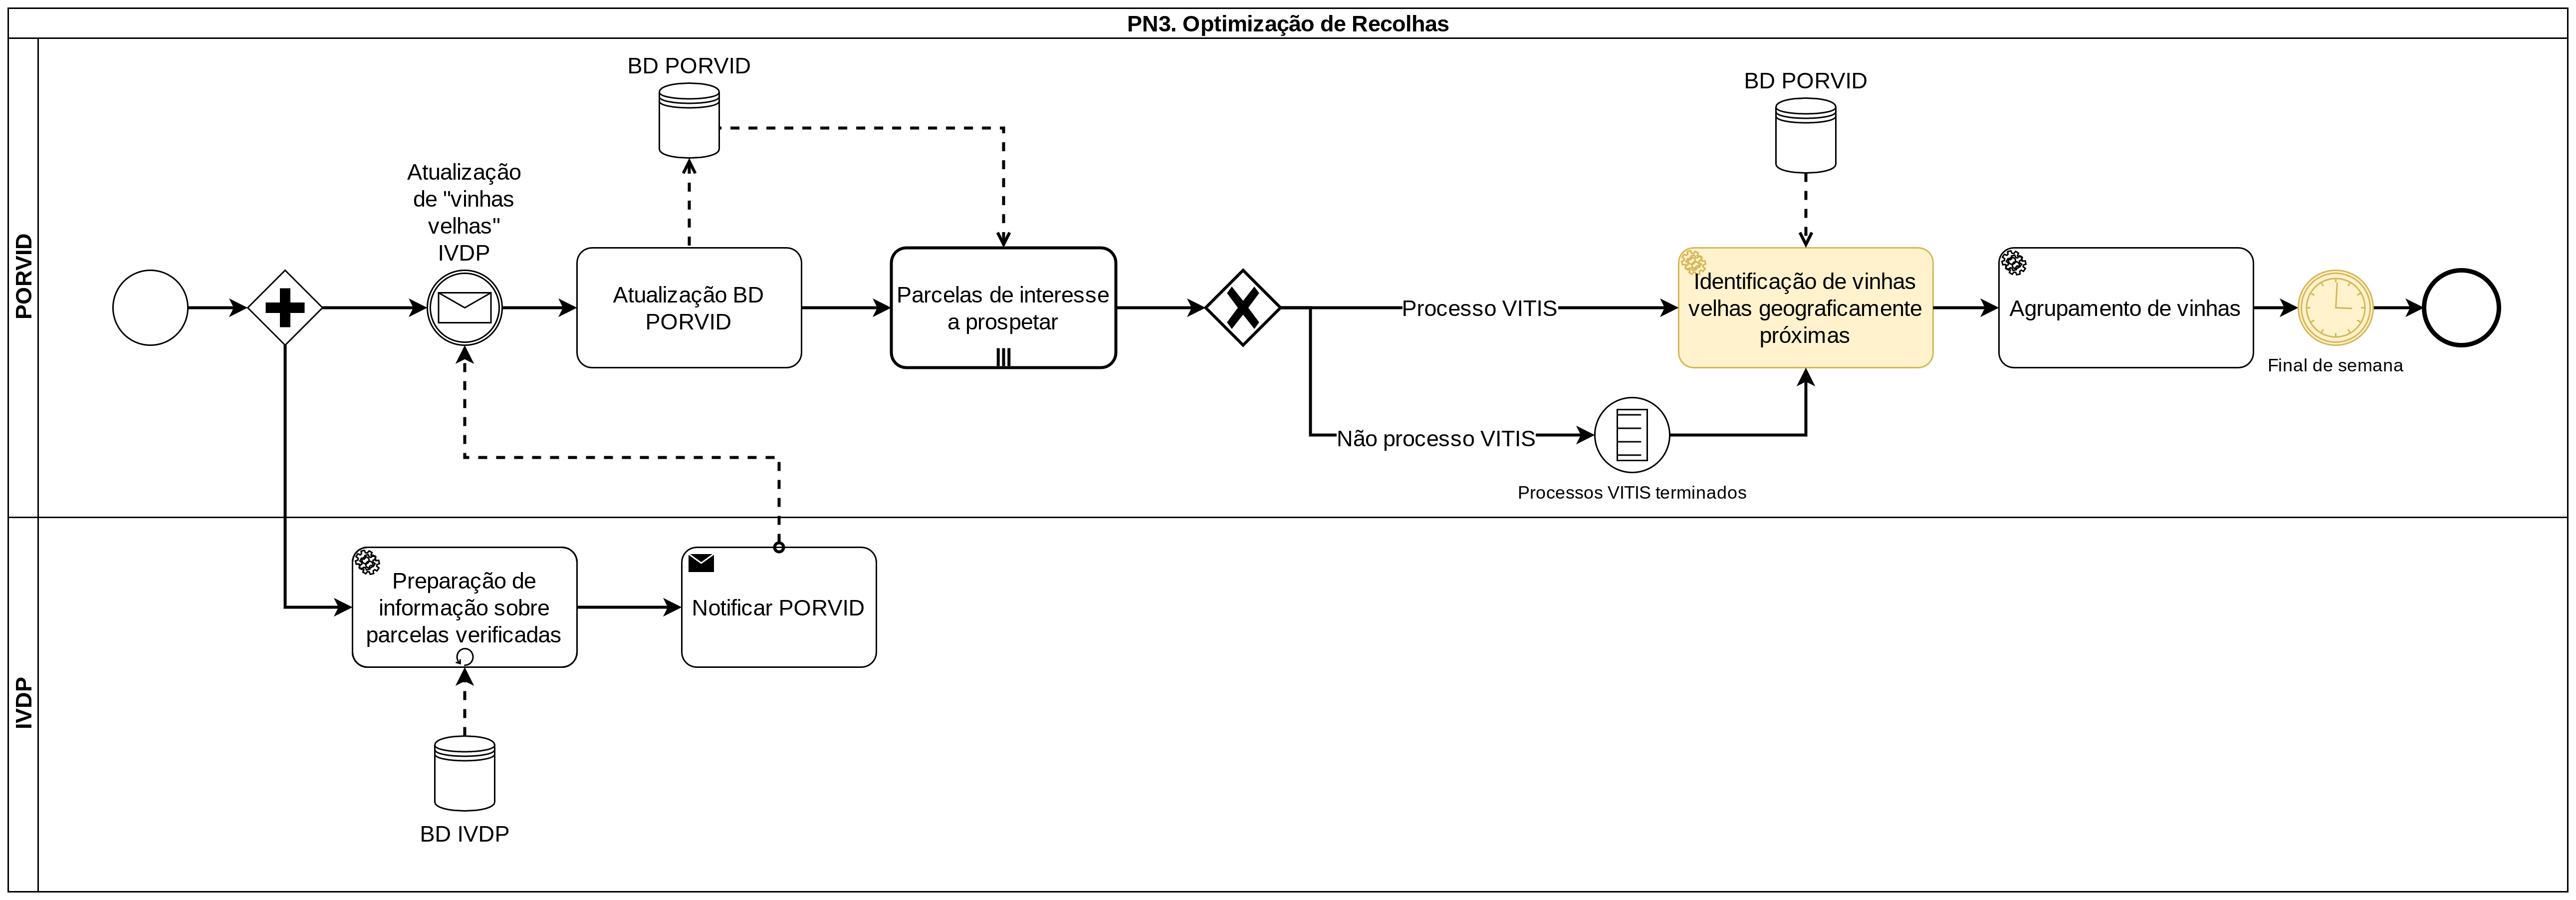 PN3. Optimização de Recolhas
PORVID
BD PORVID
BD PORVID
Atualização
de "vinhas
velhas"
IVDP
Atualização BD
PORVID
Parcelas de interesse
a prospetar
Processo VITIS
Identificação de vinhas
velhas geograficamente
próximas
Agrupamento de vinhas
Final de semana
Não processo VITIS
Processos VITIS terminados
IVDP
Preparação de
informação sobre
parcelas verificadas
Notificar PORVID
BD IVDP